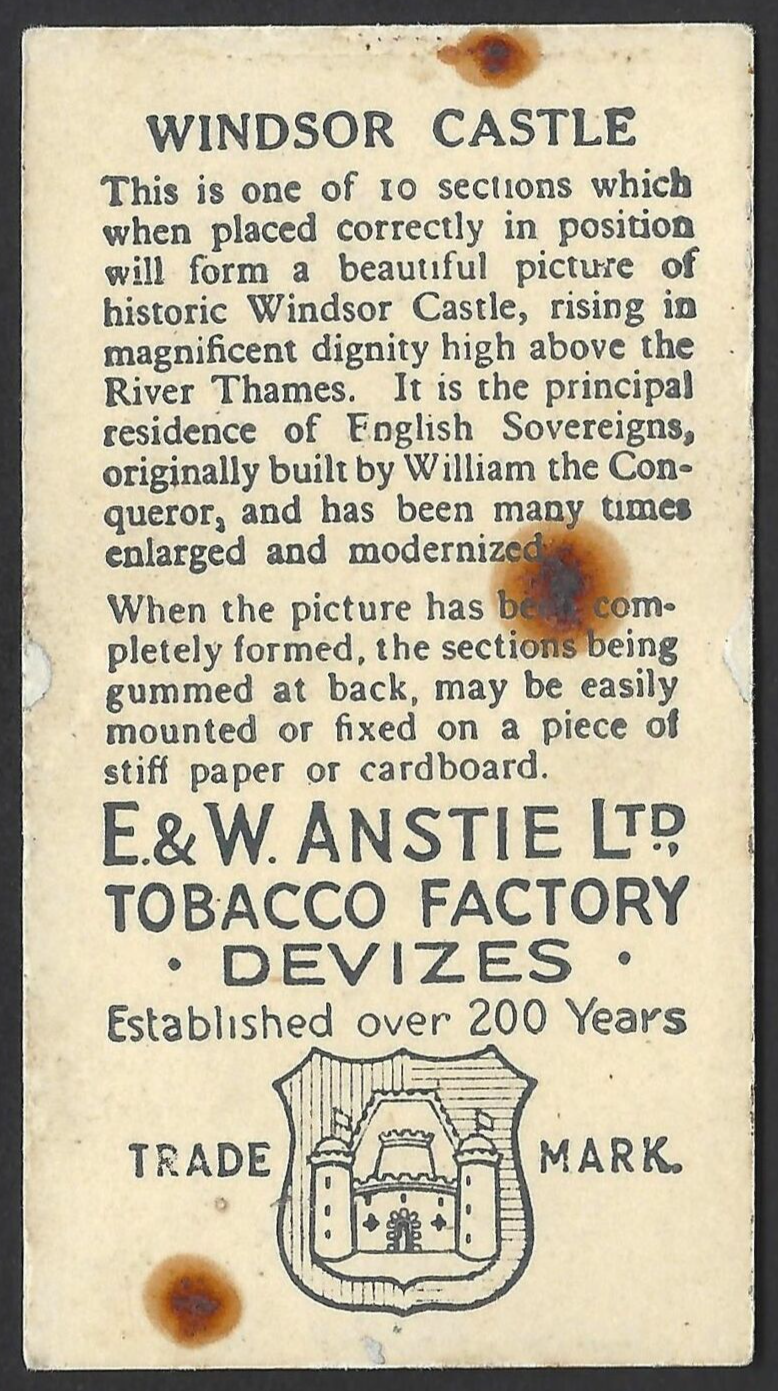 WINDSOR CASTLE
This is one of 10 sections which
when placed correctly in position
will form a beautiful picture of
historic Windsor Castle, rising in
magnificent dignity high above the
River Thames. It is the principal
residence of English Sovereigns,
originally built by William the Con-
queror, and has been many times
enlarged and modernized
When the picture has been com-
pletely formed, the sections being
gummed at back, may be easily
mounted or fixed on a piece of
stiff paper or cardboard.
E. & W. ANSTIE LTD.,
TOBACCO FACTORY
· DEVIZES ·
Established over 200 Years
TRADE MARK.